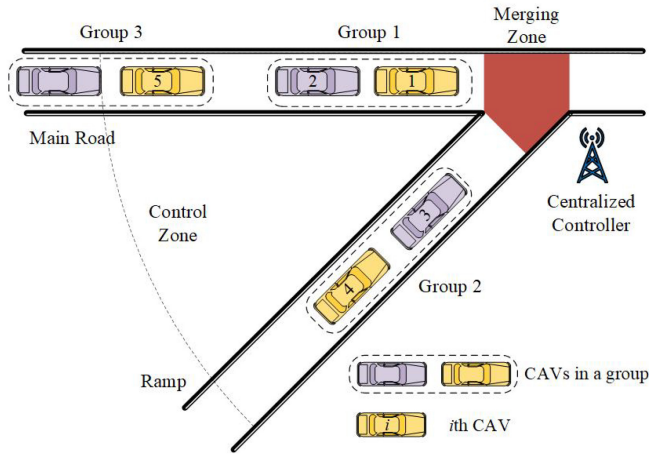 Group 3
Group 1
Merging
Zone
5
2
1
Main Road
Centralized
Controller
Control
Zone
3
4
Group 2
Ramp
CAVs in a group
i
ith CAV